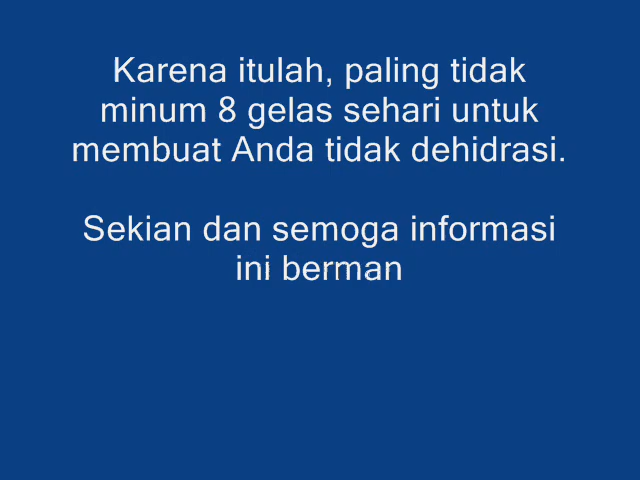 Karena itulah, paling tidak
minum 8 gelas sehari untuk
membuat Anda tidak dehidrasi.
Sekian dan semoga informasi
ini berman